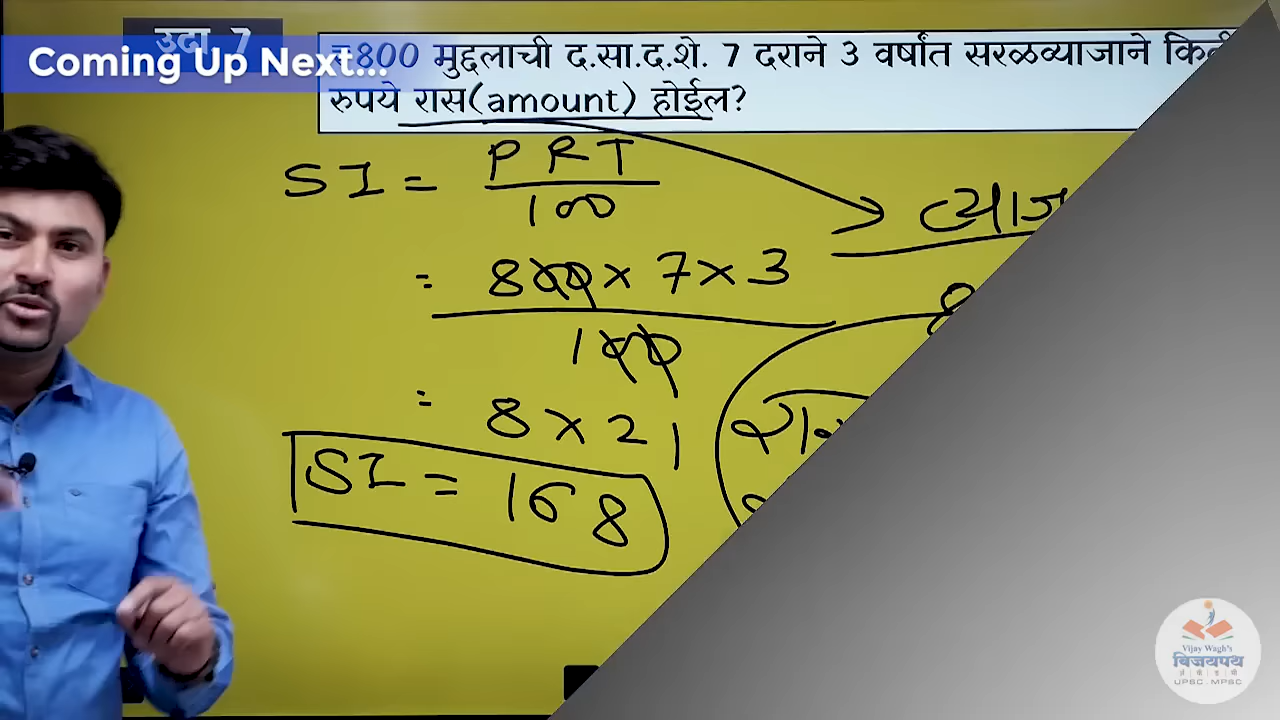 उदा 7
Coming Up Next...
₹800 मुद्दलाची द.सा.द.शे. 7 दराने 3 वर्षांत सरळव्याजाने
रुपये रास(amount) होईल?
SI = PRT
100
व्याज
= 800 × 7 × 3
100
= 8 × 21
SI = 168
Vijay Wagh's
विजयपथ
UPSC - MPSC